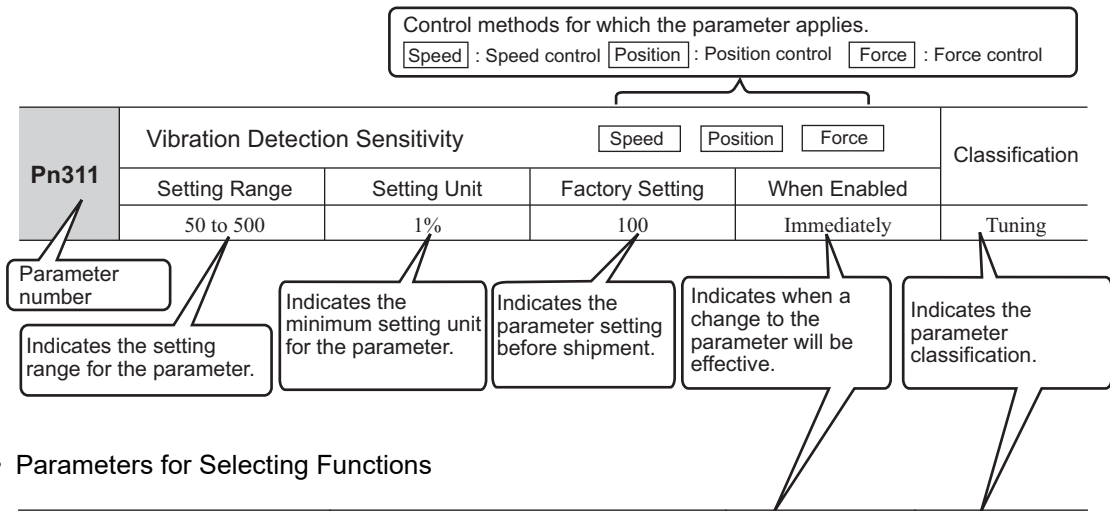 Control methods for which the parameter applies.
Speed : Speed control Position : Position control Force : Force control
Pn311
Vibration Detection Sensitivity Speed Position Force
Classification
Setting Range Setting Unit Factory Setting When Enabled
50 to 500 1% 100 Immediately Tuning
Parameter
number
Indicates the setting
range for the parameter.
Indicates the
minimum setting unit
for the parameter.
Indicates the
parameter setting
before shipment.
Indicates when a
change to the
parameter will be
effective.
Indicates the
parameter
classification.
Parameters for Selecting Functions